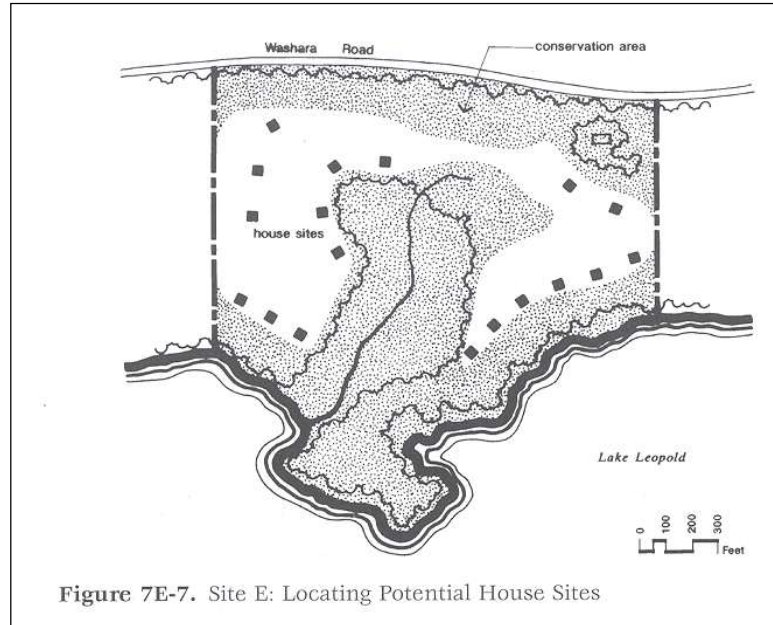 Washara Road
conservation area
house sites
Lake Leopold
0 100 200 300
Feet
Figure 7E-7. Site E: Locating Potential House Sites